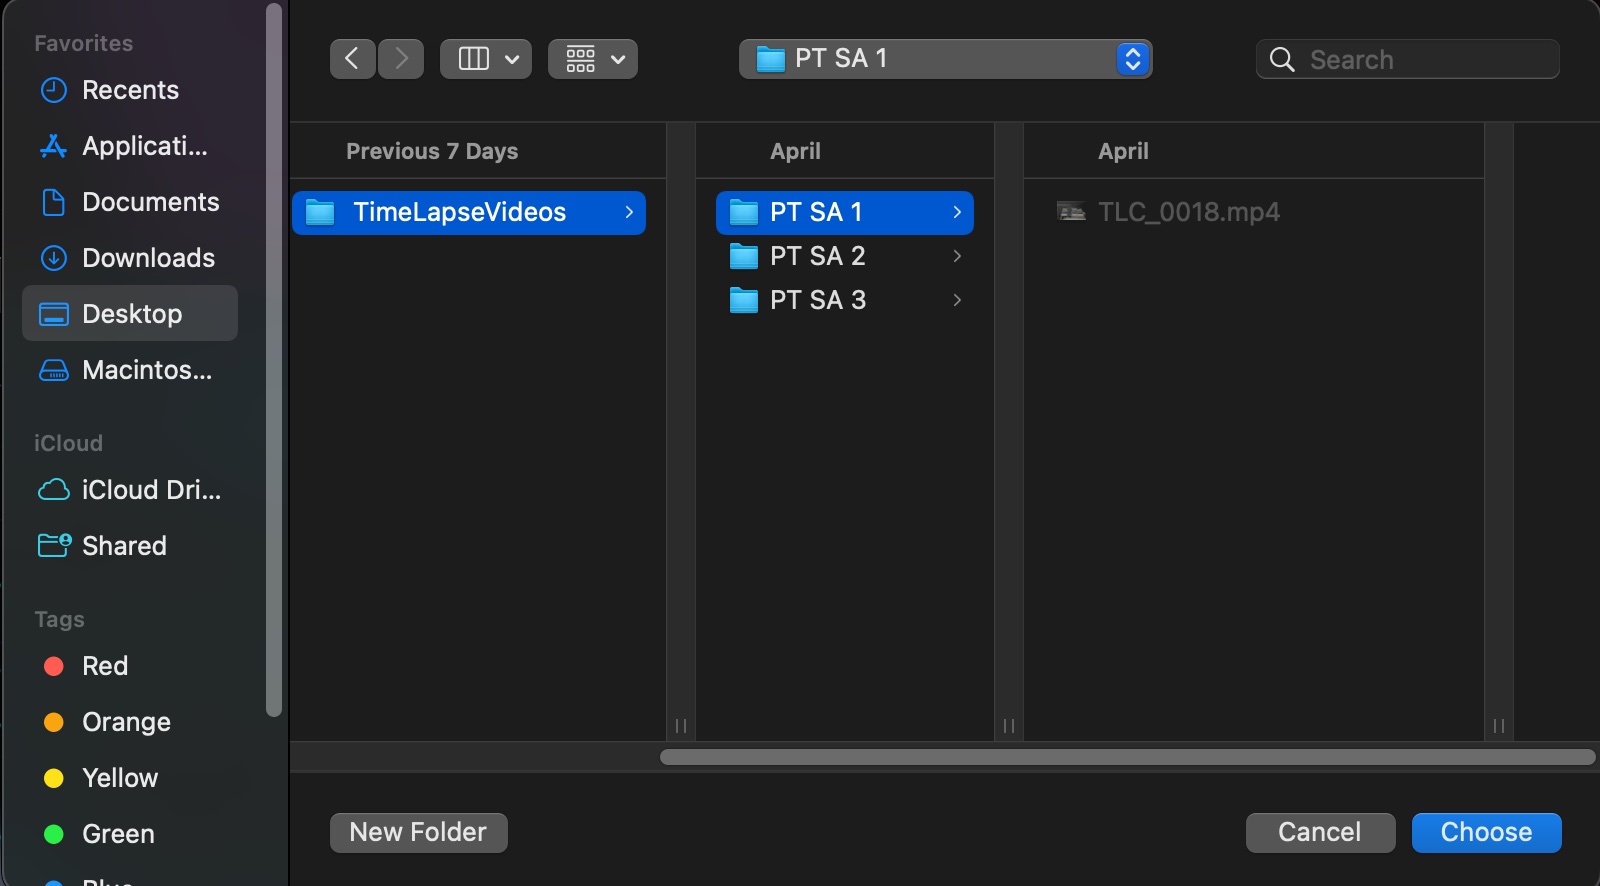 Favorites
Recents
Applicati...
Documents
Downloads
Desktop
Macintos...
iCloud
iCloud Dri...
Shared
Tags
Red
Orange
Yellow
Green
PT SA 1
Search
Previous 7 Days
TimeLapseVideos
April
PT SA 1
PT SA 2
PT SA 3
April
TLC_0018.mp4
New Folder
Cancel
Choose